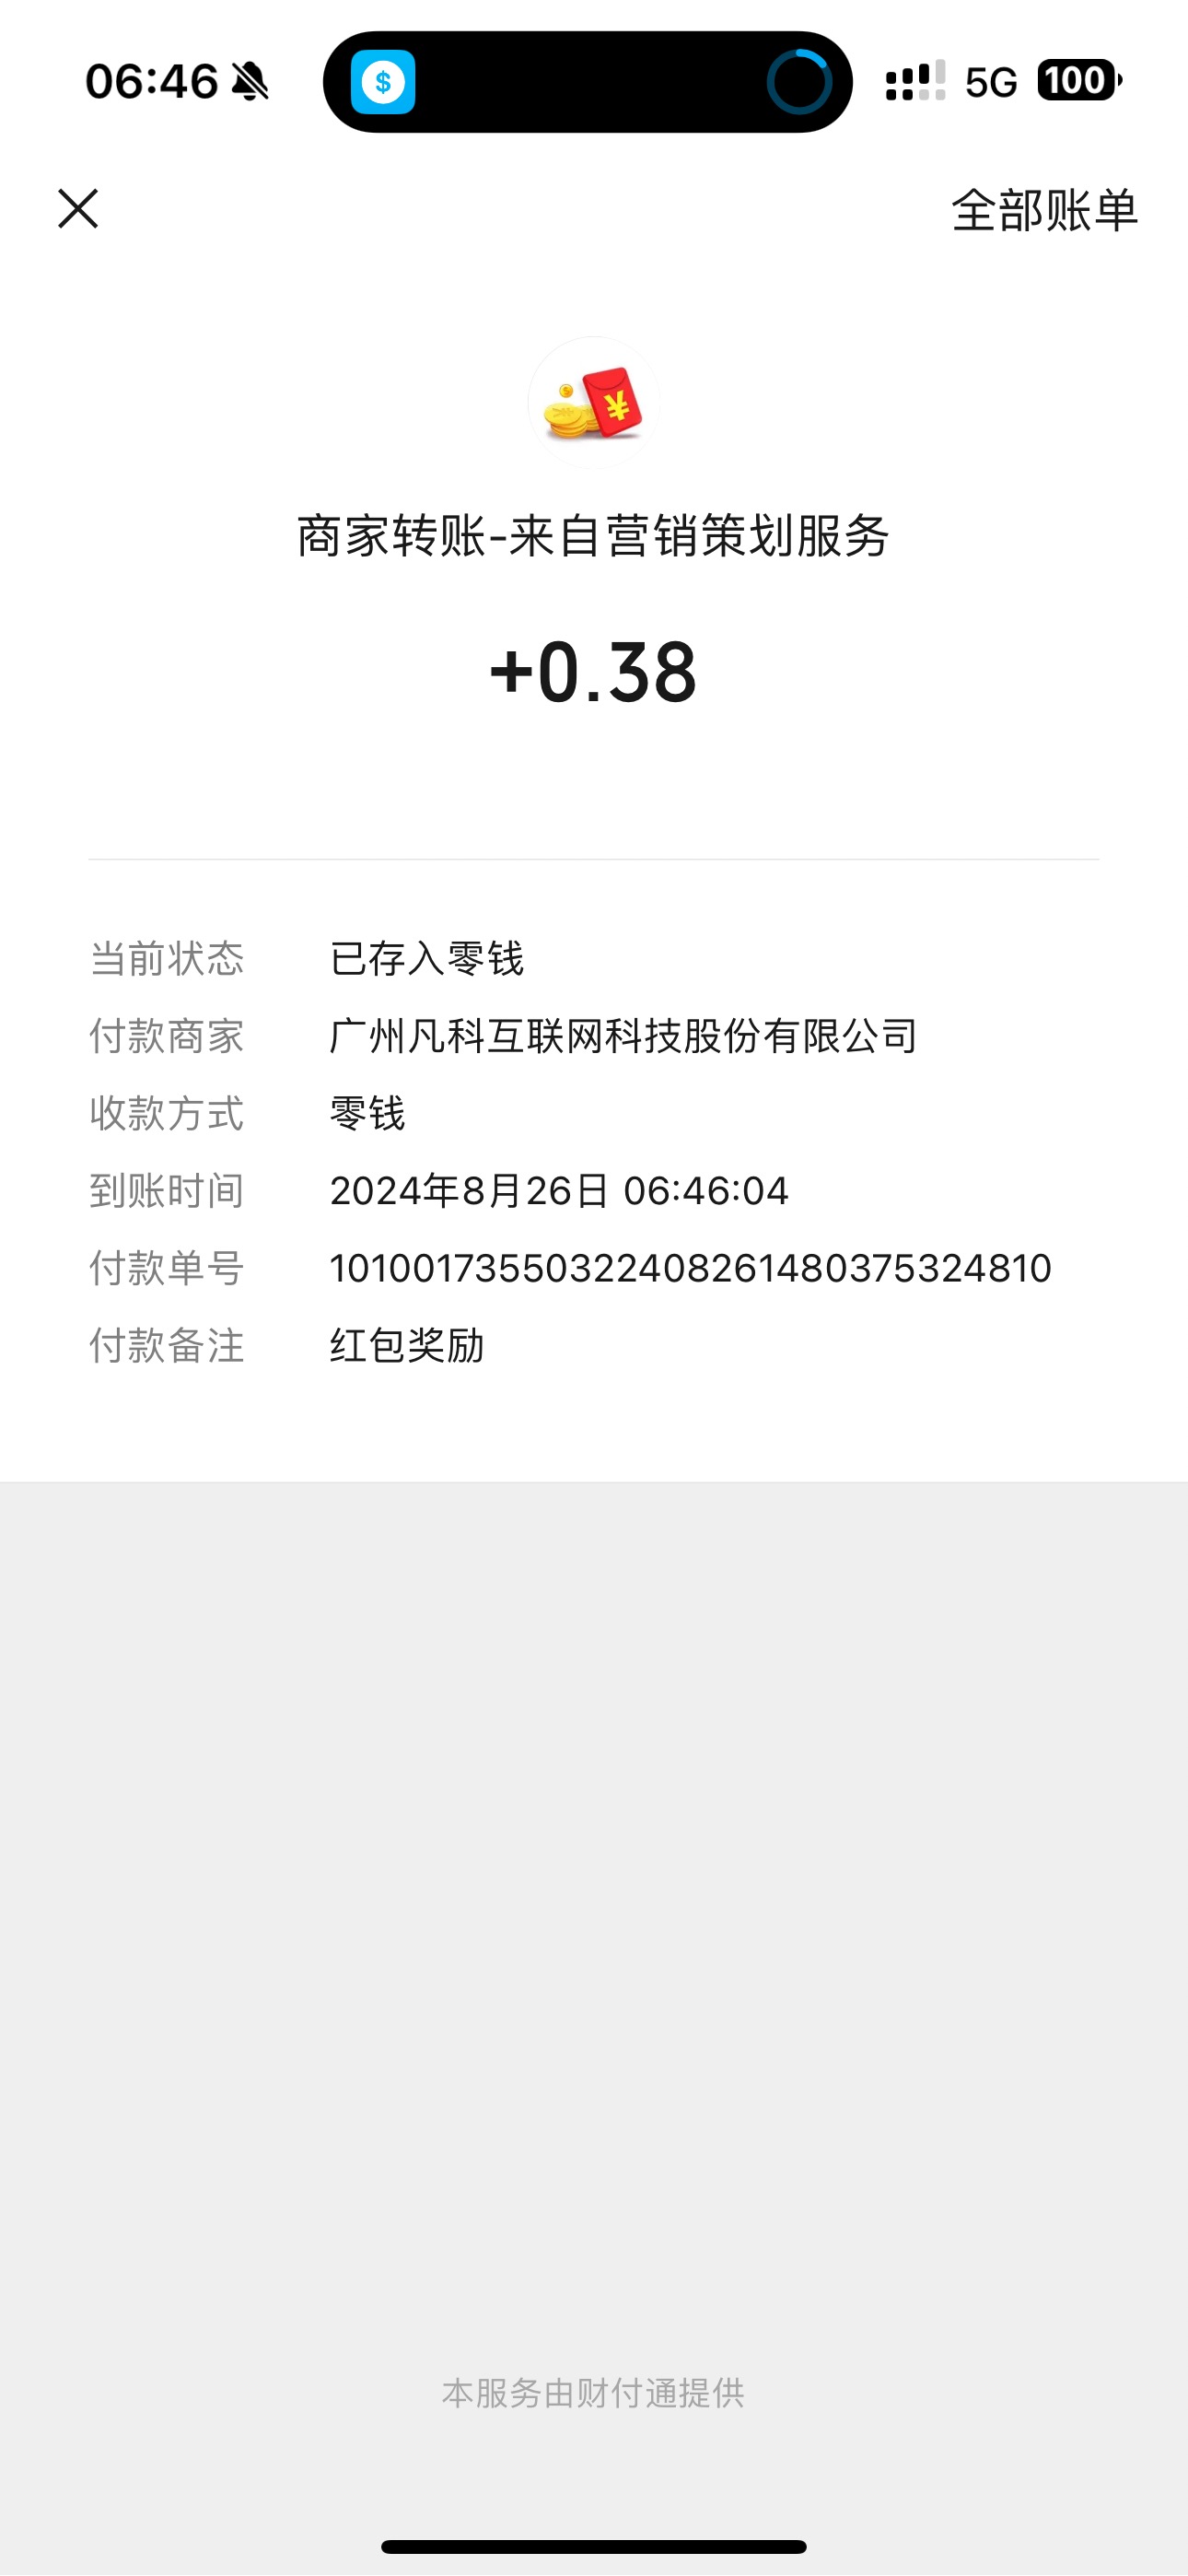 06:46
5G
100
全部账单
商家转账-来自营销策划服务
+0.38
当前状态 已存入零钱
付款商家 广州凡科互联网科技股份有限公司
收款方式 零钱
到账时间 2024年8月26日 06:46:04
付款单号 101001735503224082614803753248​10
付款备注 红包奖励
本服务由财付通提供